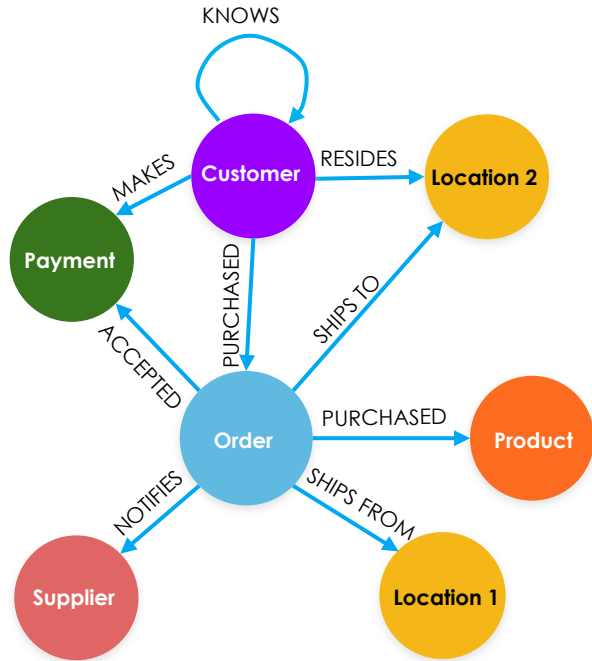 KNOWS
Customer
RESIDES
Location 2
MAKES
Payment
PURCHASED
SHIPS TO
ACCEPTED
Order
PURCHASED
Product
NOTIFIES
SHIPS FROM
Supplier
Location 1